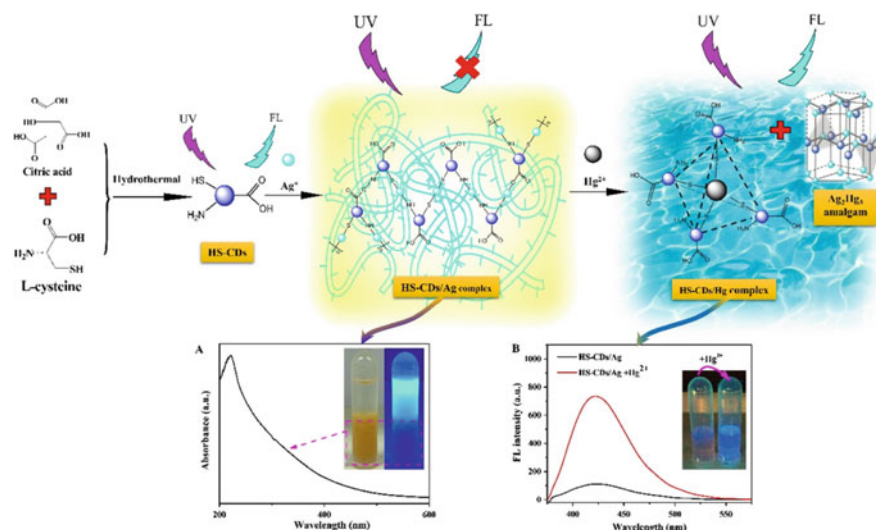 UV
FL
UV
FL
UV
FL
Citric acid
Hydrothermal
HS
H₂N
OH
Ag⁺
Hg²⁺
OH
H₂N
SH
L-cysteine
HS-CDs
HS-CDs/Ag complex
HS-CDs/Hg complex
Ag₂Hg₃
amalgam
A
Absorbance (a.u.)
200
400
600
Wavelength (nm)
B
HS-CDs/Ag
HS-CDs/Ag +Hg²⁺
+Hg²⁺
FL intensity (a.u.)
1000
800
600
400
200
0
400
450
500
550
Wavelength (nm)